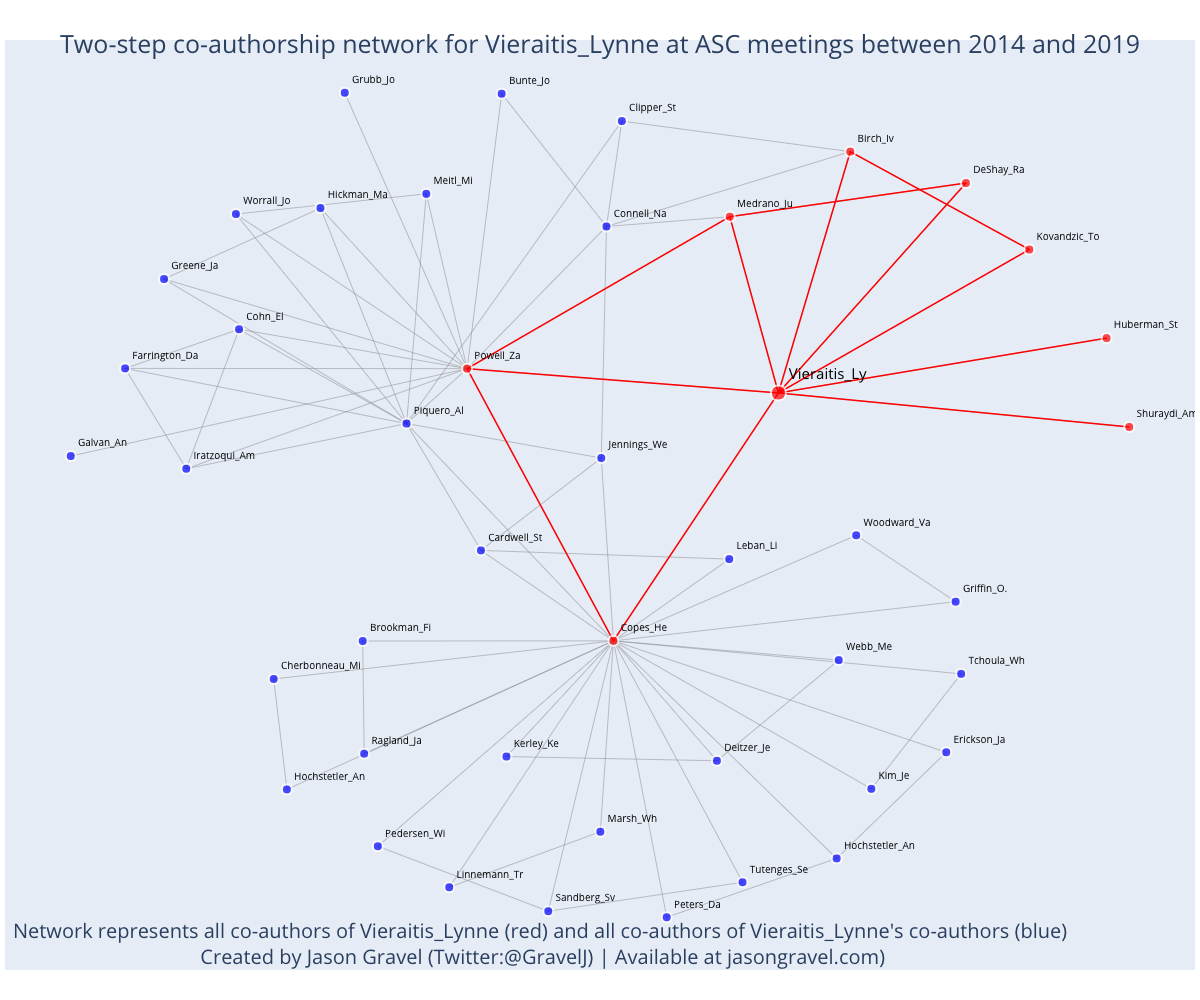 Two-step co-authorship network for Vieraitis_Lynne at ASC meetings between 2014 and 2019
Grubb_Jo
Bunte_Jo
Clipper_St
Birch_Iv
DeShay_Ra
Meitl_Mi
Hickman_Ma
Worrall_Jo
Medrano_Ju
Connell_Na
Kovandzic_To
Greene_Ja
Cohn_El
Huberman_St
Farrington_Da
Powell_Za
Vieraitis_Ly
Piquero_Al
Shuraydi_Am
Galvan_An
Jennings_We
Iratzoqui_Am
Woodward_Va
Cardwell_St
Leban_Li
Griffin_O.
Brookman_Fi
Copes_He
Webb_Me
Tchoula_Wh
Cherbonneau_Mi
Ragland_Ja
Kerley_Ke
Deitzer_Je
Erickson_Ja
Hochstetler_An
Kim_Je
Marsh_Wh
Pedersen_Wi
Hochstetler_An
Linnemann_Tr
Tutenges_Se
Sandberg_Sv
Peters_Da
Network represents all co-authors of Vieraitis_Lynne (red) and all co-authors of Vieraitis_Lynne's co-authors (blue)
Created by Jason Gravel (Twitter:@GravelJ) | Available at jasongravel.com)